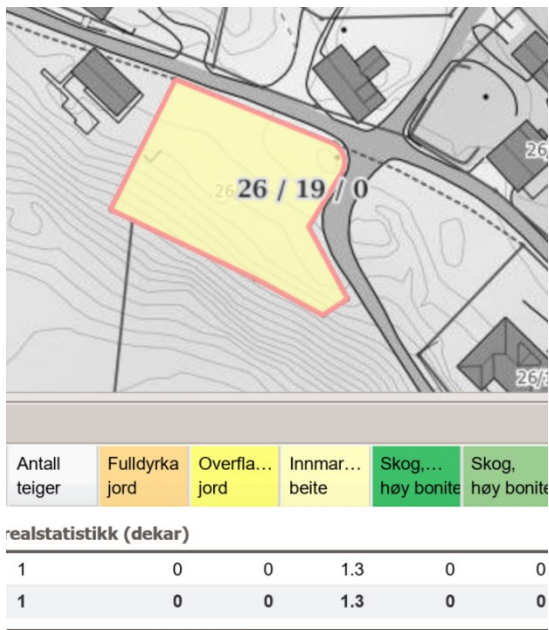 26
26 / 19 / 0
26
26/1
Antall teiger
Fulldyrka jord
Overfla... jord
Innmar... beite
Skog,... høy bonite
Skog, høy bonite
realstatistikk (dekar)
1 0 0 1.3 0 0
1 0 0 1.3 0 0